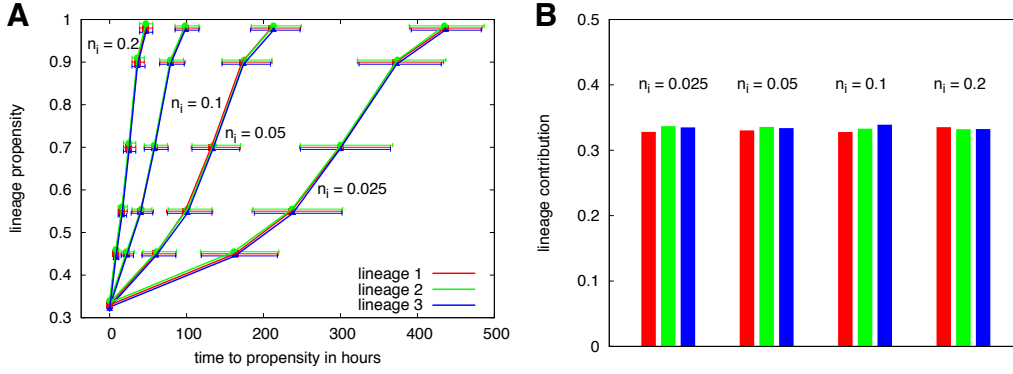 A
1
0.9
0.8
0.7
0.6
0.5
0.4
0.3
lineage propensity
n_i = 0.2
n_i = 0.1
n_i = 0.05
n_i = 0.025
lineage 1
lineage 2
lineage 3
0 100 200 300 400 500
time to propensity in hours
B
0.5
0.4
0.3
0.2
0.1
0
lineage contribution
n_i = 0.025 n_i = 0.05 n_i = 0.1 n_i = 0.2